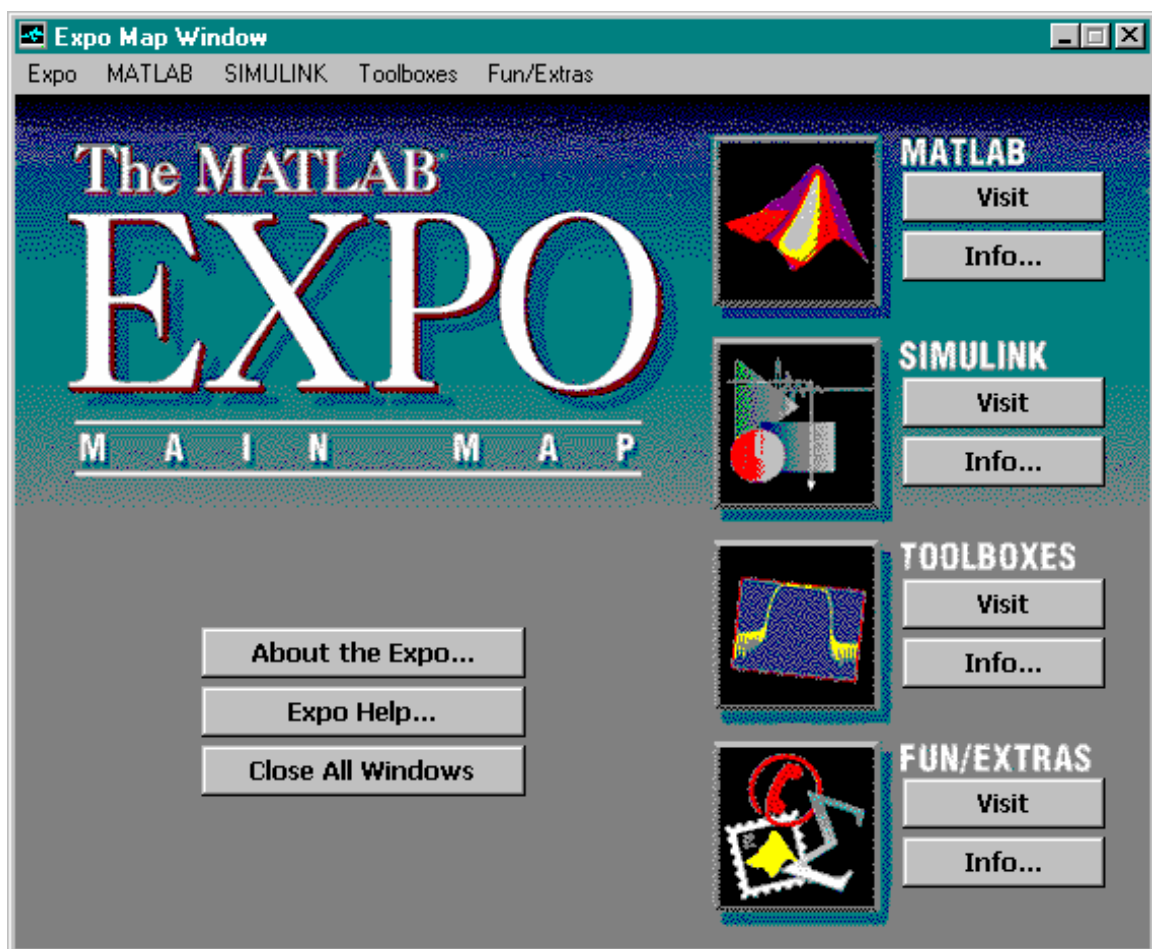 Expo Map Window
Expo MATLAB SIMULINK Toolboxes Fun/Extras
The MATLAB
EXPO
MAIN MAP
About the Expo...
Expo Help...
Close All Windows
MATLAB
Visit
Info...
SIMULINK
Visit
Info...
TOOLBOXES
Visit
Info...
FUN/EXTRAS
Visit
Info...